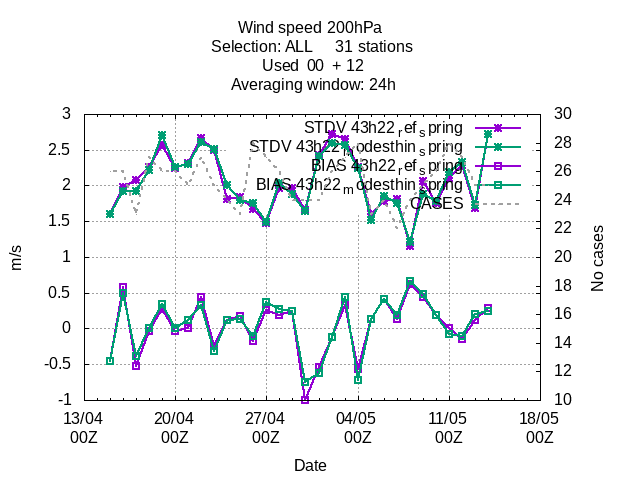 Wind speed 200hPa
Selection: ALL 31 stations
Used 00 + 12
Averaging window: 24h
STDV 43h22_ref_spring
STDV 43h22_modesthin_spring
BIAS 43h22_ref_spring
BIAS 43h22_modesthin_spring
CASES
m/s
3
2.5
2
1.5
1
0.5
0
-0.5
-1
30
28
26
24
22
20
18
16
14
12
10
No cases
13/04 20/04 27/04 04/05 11/05 18/05
00Z 00Z 00Z 00Z 00Z 00Z
Date